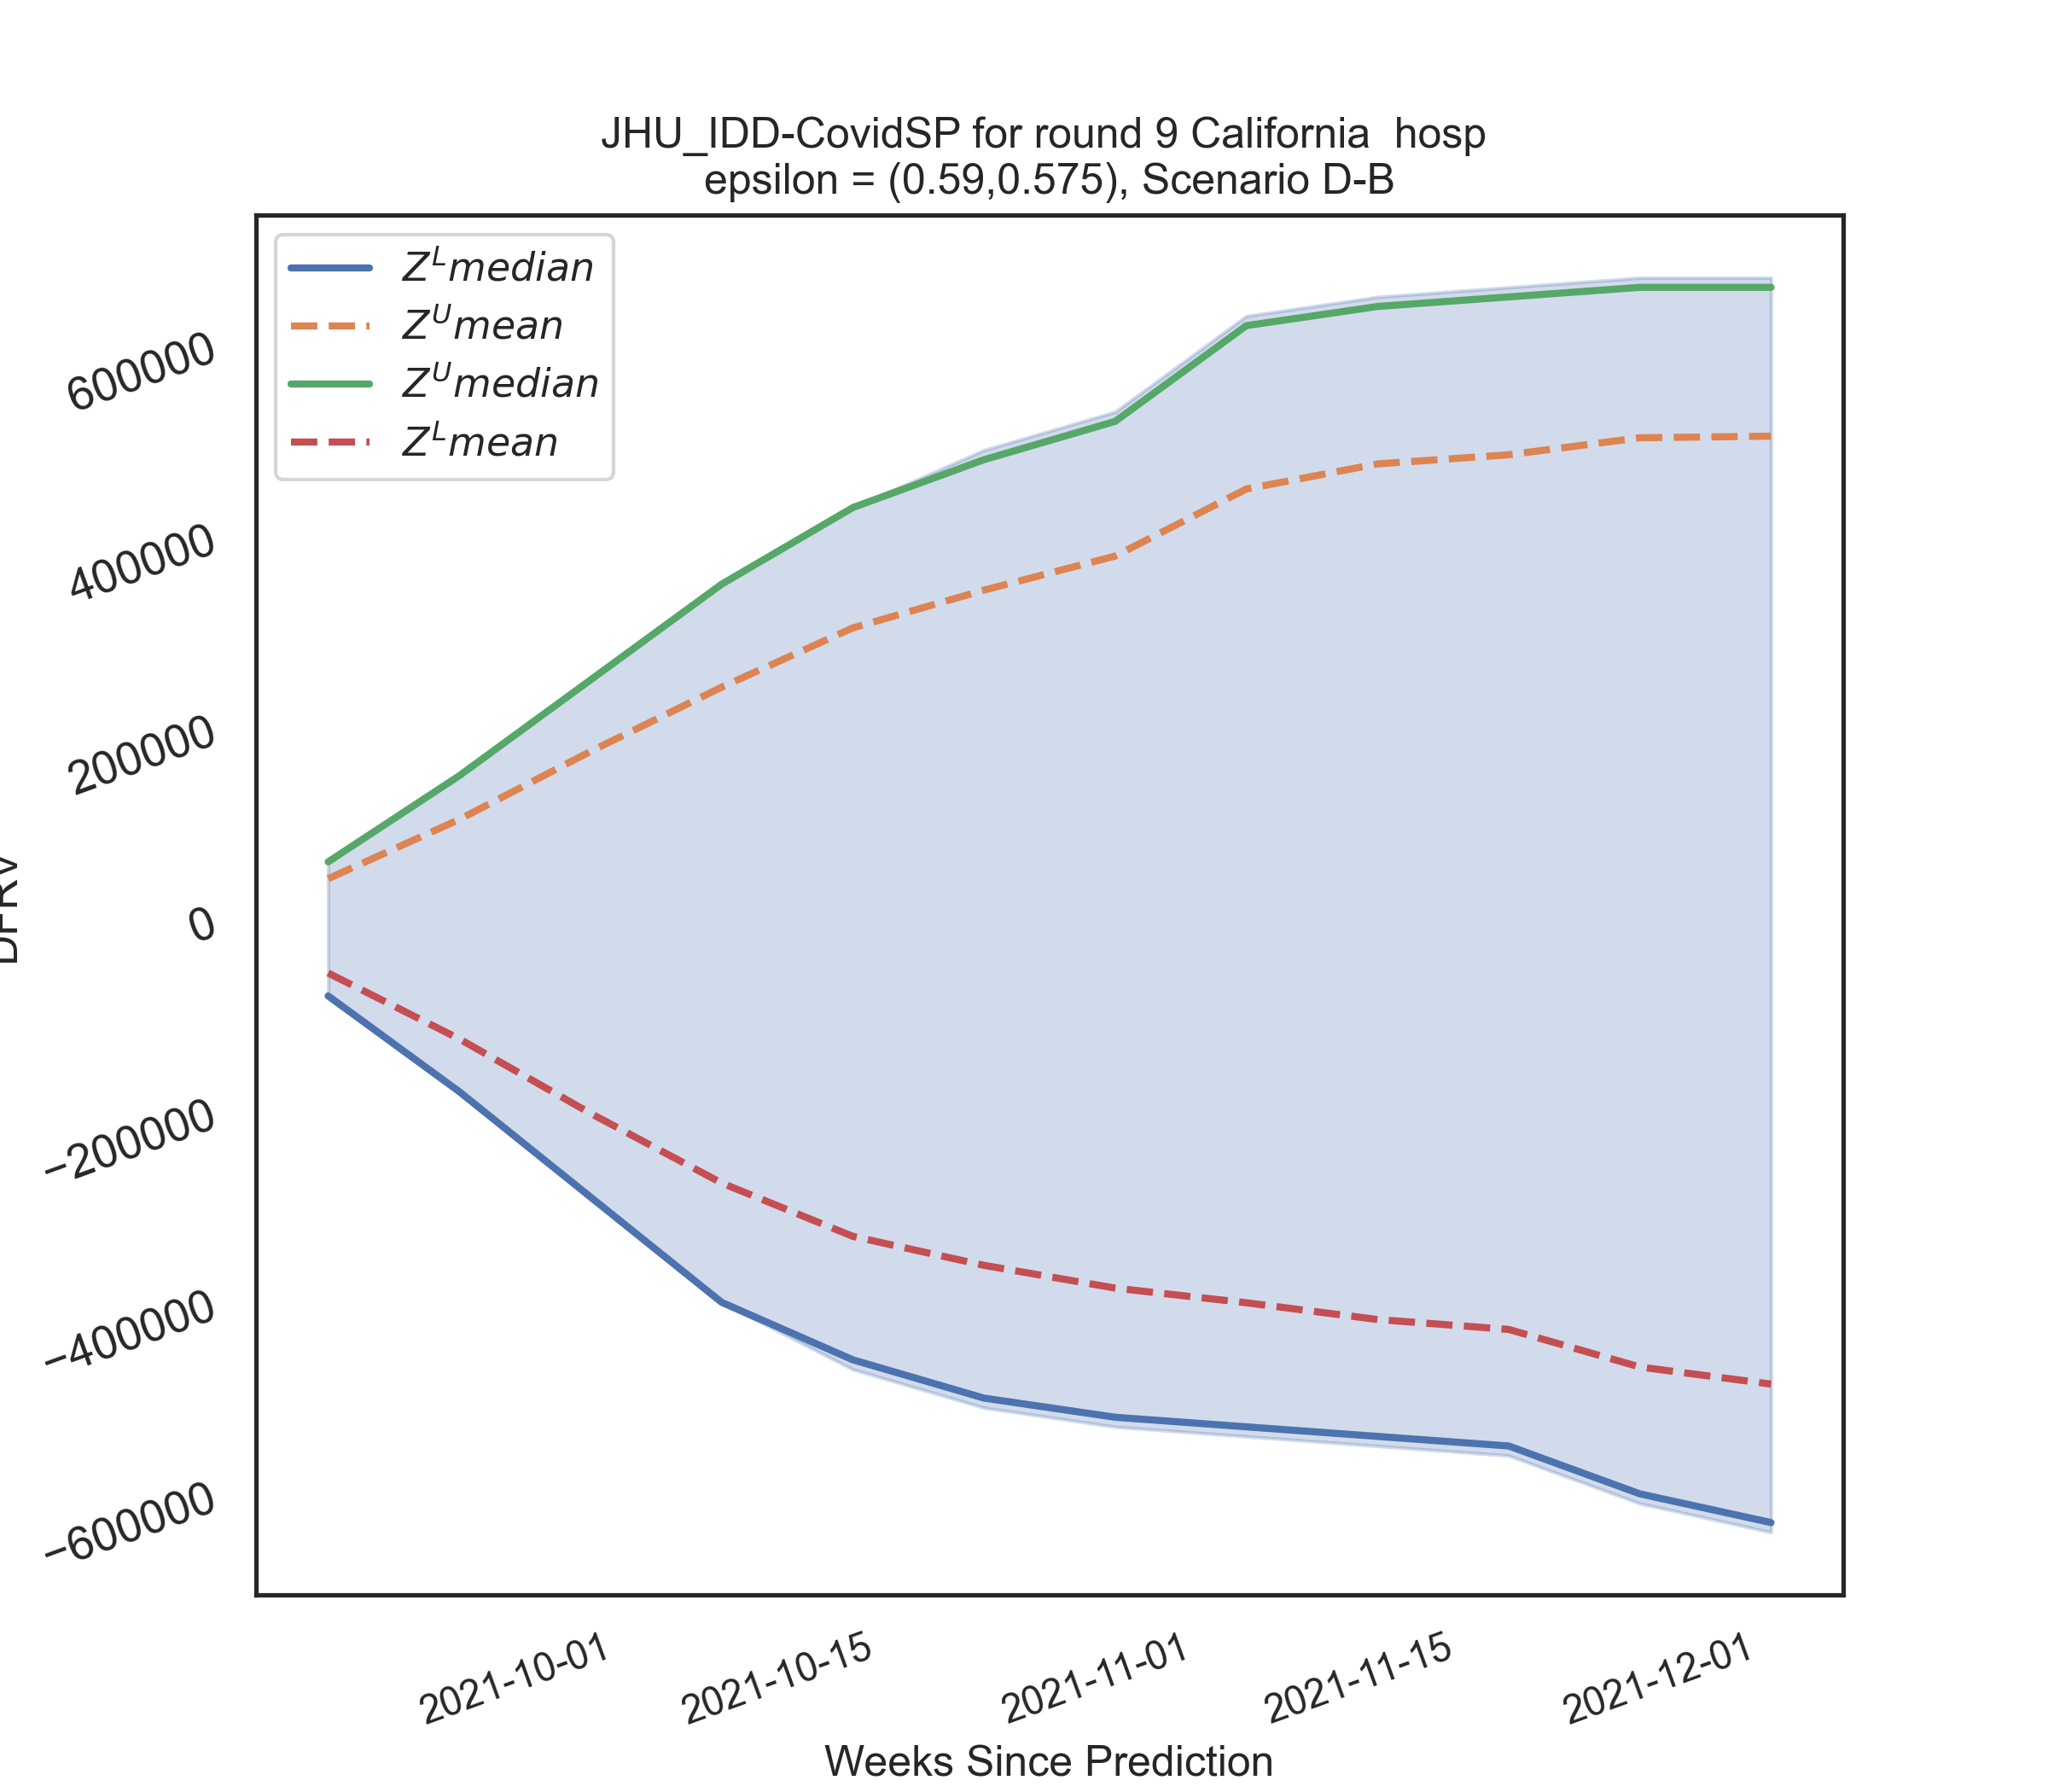 JHU_IDD-CovidSP for round 9 California  hosp
epsilon = (0.59,0.575), Scenario D-B
Z^L median
Z^U mean
Z^U median
Z^L mean
600000
400000
200000
0
−200000
−400000
−600000
2021-10-01
2021-10-15
2021-11-01
2021-11-15
2021-12-01
Weeks Since Prediction